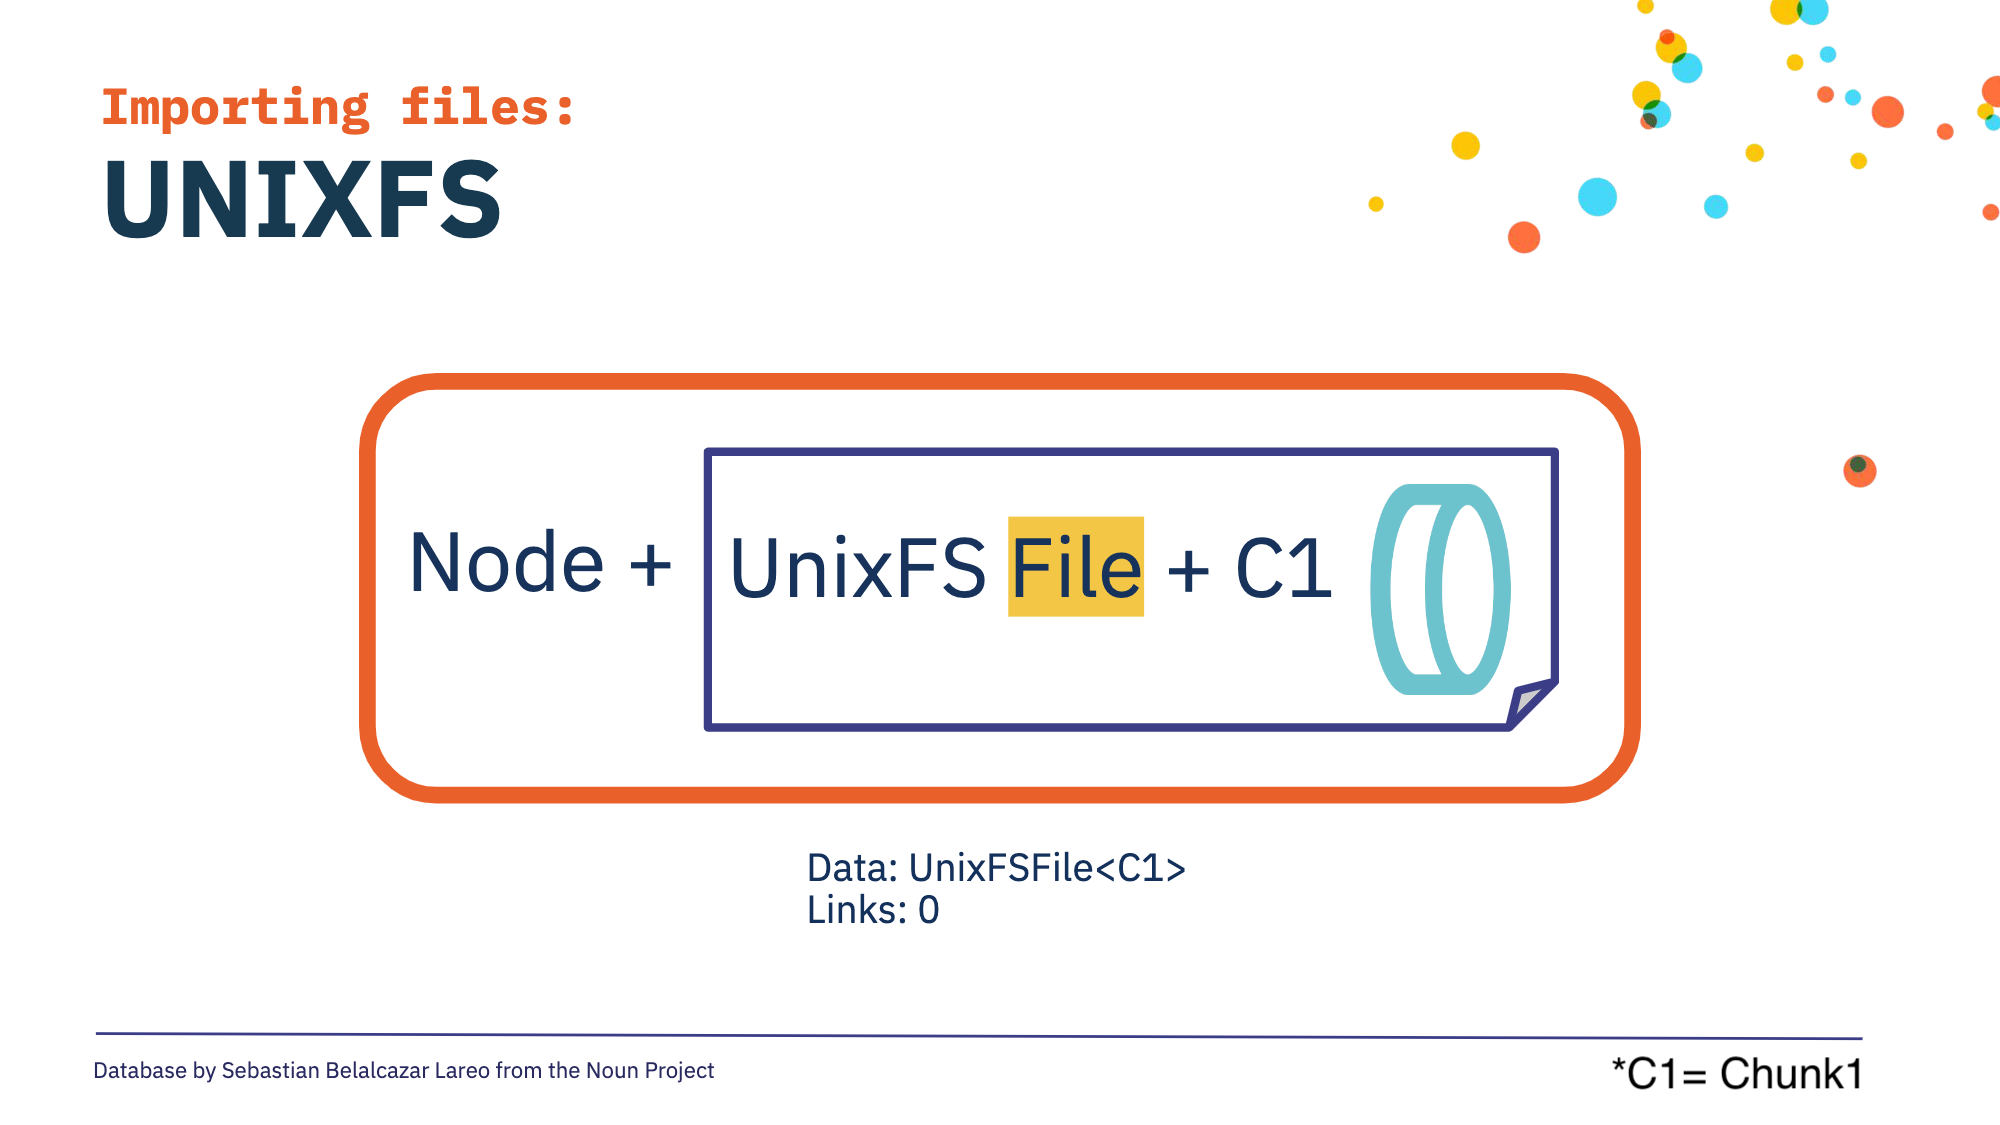 Importing files:
UNIXFS
Node + UnixFS File + C1
Data: UnixFSFile<C1>
Links: 0
Database by Sebastian Belalcazar Lareo from the Noun Project
*C1= Chunk1